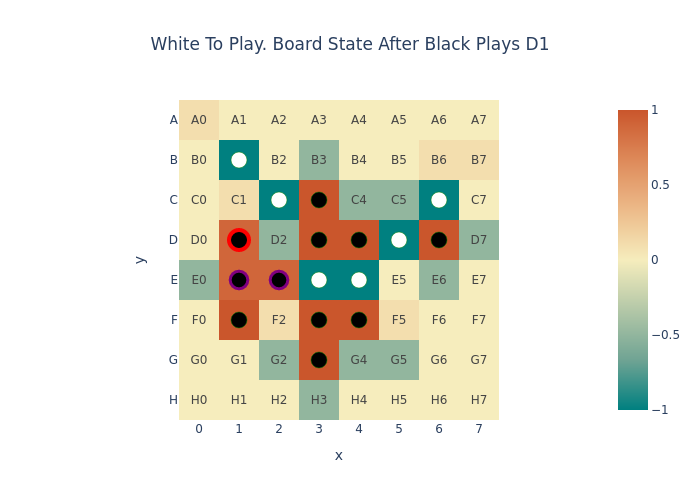 White To Play. Board State After Black Plays D1
A A0 A1 A2 A3 A4 A5 A6 A7
B B0 B2 B3 B4 B5 B6 B7
C C0 C1 C4 C5 C7
D D0 D2 D7
E E0 E5 E6 E7
F F0 F2 F5 F6 F7
G G0 G1 G2 G4 G5 G6 G7
H H0 H1 H2 H3 H4 H5 H6 H7
0 1 2 3 4 5 6 7
x
y
1
0.5
0
−0.5
−1